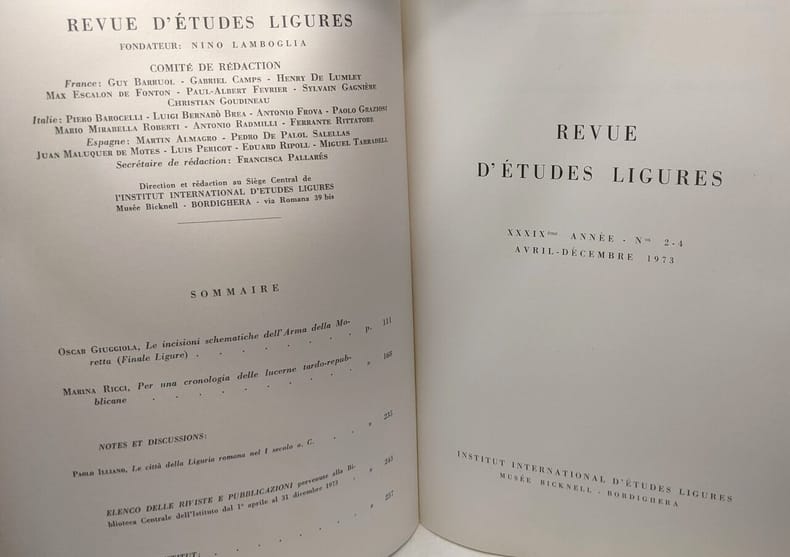 REVUE D'ÉTUDES LIGURES
FONDATEUR: NINO LAMBOGLIA
COMITÉ DE RÉDACTION
France: GUY BARRUOL - GABRIEL CAMPS - HENRY DE LUMLEY
MAX ESCALON DE FONTON - PAUL-ALBERT FEVRIER - SYLVAIN GAGNIÈRE
CHRISTIAN GOUDINEAU
Italie: PIERO BAROCELLI - LUIGI BERNABÒ BREA - ANTONIO FROVA - PAOLO GRAZIOSI
MARIO MIRABELLA ROBERTI - ANTONIO RADMILLI - FERRANTE RITTATORE
Espagne: MARTIN ALMAGRO - PEDRO DE PALOL SALELLAS
JUAN MALUQUER DE MOTES - LUIS PERICOT - EDUARD RIPOLL - MIGUEL TARRADELL
Secrétaire de rédaction: FRANCISCA PALLARÉS
Direction et rédaction au Siège Central de
l'INSTITUT INTERNATIONAL D'ETUDES LIGURES
Musée Bicknell - BORDIGHERA - via Romana 39 bis
SOMMAIRE
OSCAR GIUGGIOLA, Le incisioni schematiche dell'Arma della Mo-
retta (Finale Ligure) . . . . . . . p. 111
MARINA RICCI, Per una cronologia delle lucerne tardo-repub-
blicane . . . . . . . . » 168
NOTES ET DISCUSSIONS:
PAOLO ILLIANO, Le città della Liguria romana nel I secolo a. C. . . » 235
ELENCO DELLE RIVISTE E PUBBLICAZIONI pervenute alla Bi-
blioteca Centrale dell'Istituto dal 1° aprile al 31 dicembre 1973 . » 245
. . . . » 257
REVUE
D'ÉTUDES LIGURES
XXXIXème ANNÉE - Nos 2-4
AVRIL-DÉCEMBRE 1973
INSTITUT INTERNATIONAL D'ÉTUDES LIGURES
MUSÉE BICKNELL - BORDIGHERA